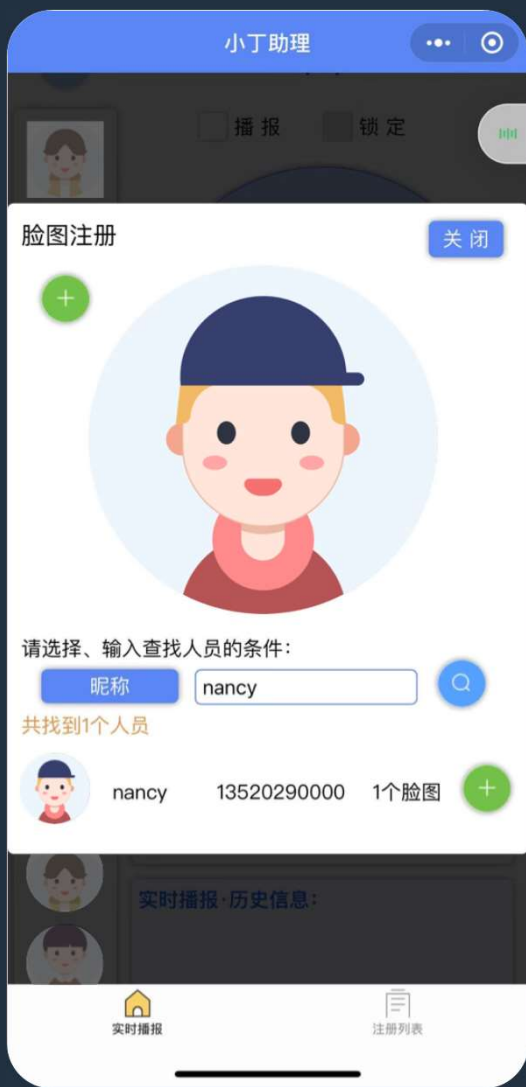 小丁助理
播 报 锁 定
脸图注册
关 闭
请选择、输入查找人员的条件:
昵称 nancy
共找到1个人员
nancy 13520290000 1个脸图
实时播报·历史信息:
实时播报 注册列表